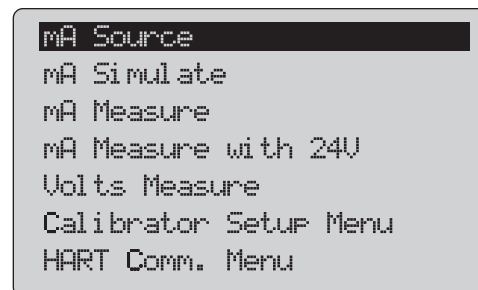 mA Source
mA Simulate
mA Measure
mA Measure with 24V
Volts Measure
Calibrator Setup Menu
HART Comm. Menu